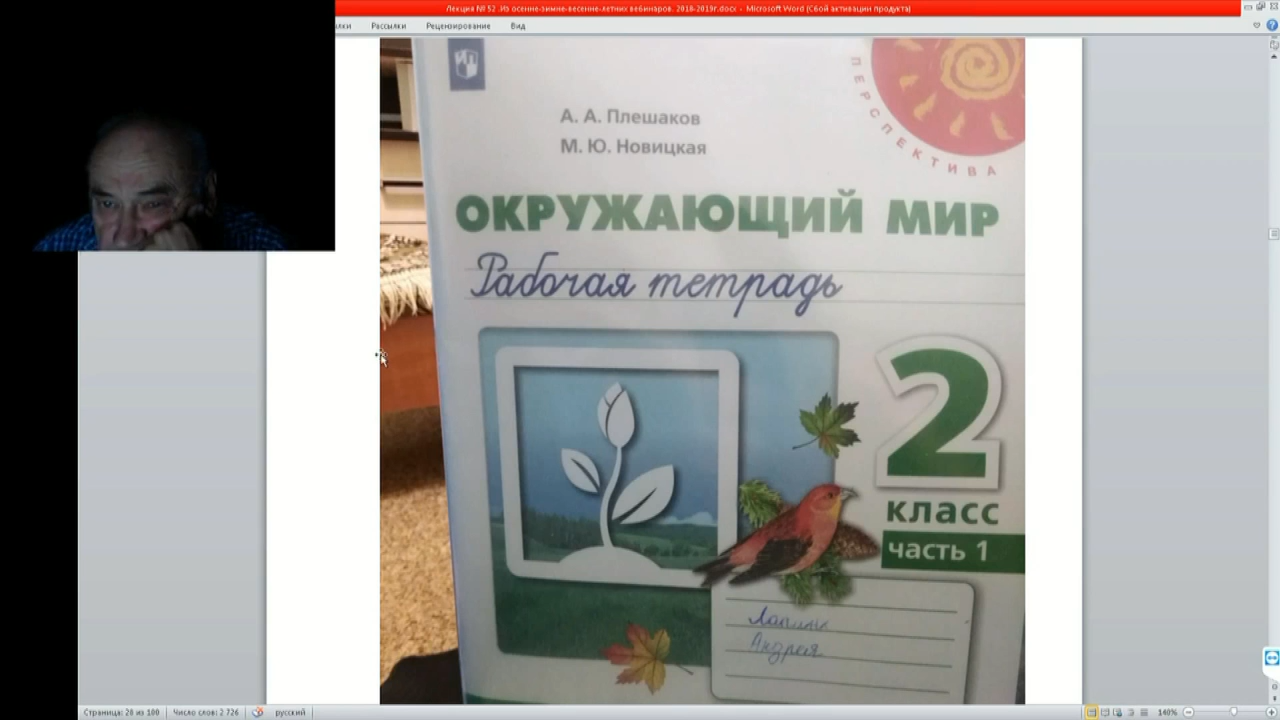 Лекция № 52 .Из осенне-зимне-весенне-летних вебинаров. 2018-2019г.docx - Microsoft Word (Сбой активации продукта)
Рассылки Рецензирование Вид
ПЕРСПЕКТИВА
А. А. Плешаков
М. Ю. Новицкая
ОКРУЖАЮЩИЙ МИР
Рабочая тетрадь
2
класс
часть 1
Андрея
Страница: 28 из 100 Число слов: 2 726 русский 140%